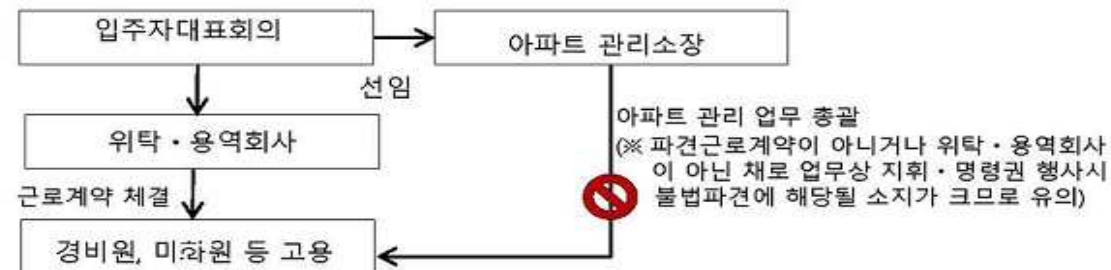 입주자대표회의
아파트 관리소장
선임
위탁・용역회사
아파트 관리 업무 총괄
(※ 파견근로계약이 아니거나 위탁・용역회사
이 아닌 채로 업무상 지휘・명령권 행사시
불법파견에 해당될 소지가 크므로 유의)
근로계약 체결
경비원, 미화원 등 고용